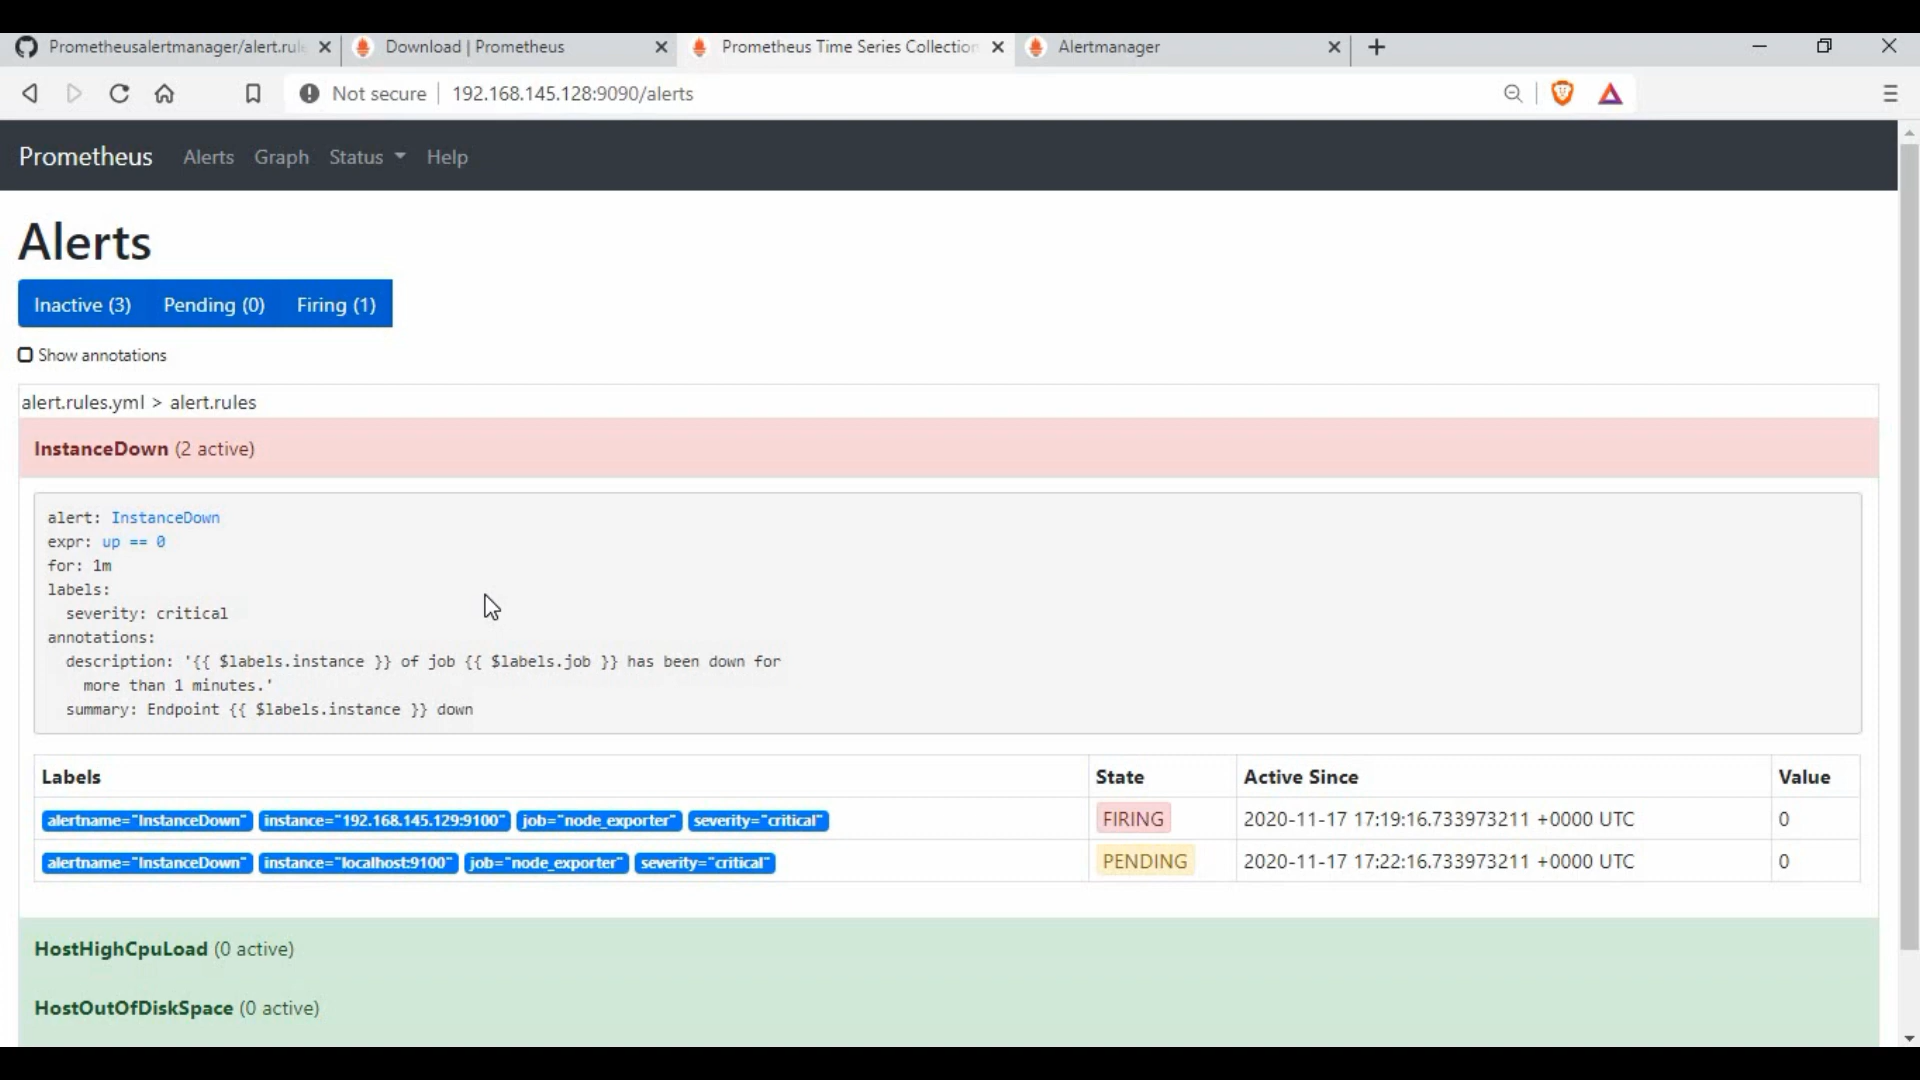 Prometheusalertmanager/alert.rul
Download | Prometheus
Prometheus Time Series Collection
Alertmanager
Not secure
192.168.145.128:9090/alerts
Prometheus Alerts Graph Status Help
Alerts
Inactive (3) Pending (0) Firing (1)
Show annotations
alert.rules.yml > alert.rules
InstanceDown (2 active)
alert: InstanceDown
expr: up == 0
for: 1m
labels:
severity: critical
annotations:
description: '{{ $labels.instance }} of job {{ $labels.job }} has been down for
more than 1 minutes.'
summary: Endpoint {{ $labels.instance }} down
Labels State Active Since Value
alertname="InstanceDown" instance="192.168.145.129:9100" job="node_exporter" severity="critical" FIRING 2020-11-17 17:19:16.733973211 +0000 UTC 0
alertname="InstanceDown" instance="localhost:9100" job="node_exporter" severity="critical" PENDING 2020-11-17 17:22:16.733973211 +0000 UTC 0
HostHighCpuLoad (0 active)
HostOutOfDiskSpace (0 active)